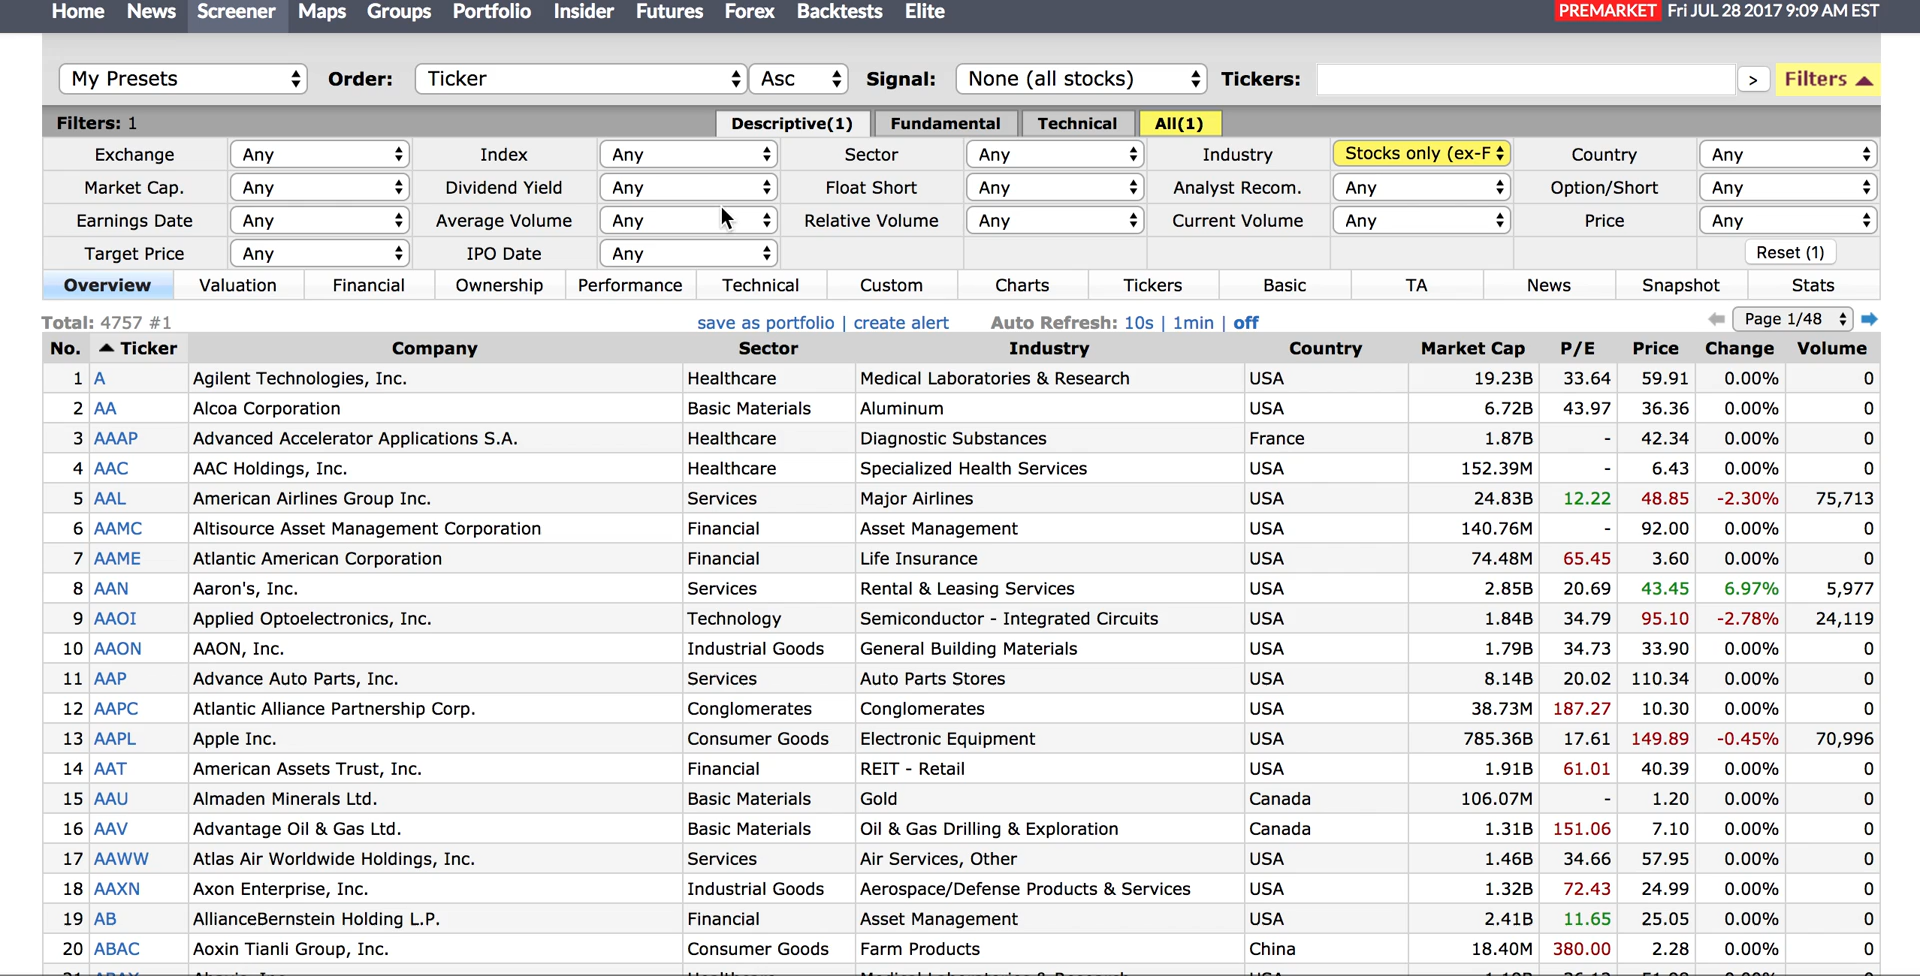 Home News Screener Maps Groups Portfolio Insider Futures Forex Backtests Elite PREMARKET Fri JUL 28 2017 9:09 AM EST
My Presets Order: Ticker Asc Signal: None (all stocks) Tickers: > Filters ▲
Filters: 1 Descriptive(1) Fundamental Technical All(1)
Exchange Any Index Any Sector Any Industry Stocks only (ex-F Country Any
Market Cap. Any Dividend Yield Any Float Short Any Analyst Recom. Any Option/Short Any
Earnings Date Any Average Volume Any Relative Volume Any Current Volume Any Price Any
Target Price Any IPO Date Any Reset (1)
Overview Valuation Financial Ownership Performance Technical Custom Charts Tickers Basic TA News Snapshot Stats
Total: 4757 #1 save as portfolio | create alert Auto Refresh: 10s | 1min | off Page 1/48
No. ▲ Ticker Company Sector Industry Country Market Cap P/E Price Change Volume
1 A Agilent Technologies, Inc. Healthcare Medical Laboratories & Research USA 19.23B 33.64 59.91 0.00% 0
2 AA Alcoa Corporation Basic Materials Aluminum USA 6.72B 43.97 36.36 0.00% 0
3 AAAP Advanced Accelerator Applications S.A. Healthcare Diagnostic Substances France 1.87B - 42.34 0.00% 0
4 AAC AAC Holdings, Inc. Healthcare Specialized Health Services USA 152.39M - 6.43 0.00% 0
5 AAL American Airlines Group Inc. Services Major Airlines USA 24.83B 12.22 48.85 -2.30% 75,713
6 AAMC Altisource Asset Management Corporation Financial Asset Management USA 140.76M - 92.00 0.00% 0
7 AAME Atlantic American Corporation Financial Life Insurance USA 74.48M 65.45 3.60 0.00% 0
8 AAN Aaron's, Inc. Services Rental & Leasing Services USA 2.85B 20.69 43.45 6.97% 5,977
9 AAOI Applied Optoelectronics, Inc. Technology Semiconductor - Integrated Circuits USA 1.84B 34.79 95.10 -2.78% 24,119
10 AAON AAON, Inc. Industrial Goods General Building Materials USA 1.79B 34.73 33.90 0.00% 0
11 AAP Advance Auto Parts, Inc. Services Auto Parts Stores USA 8.14B 20.02 110.34 0.00% 0
12 AAPC Atlantic Alliance Partnership Corp. Conglomerates Conglomerates USA 38.73M 187.27 10.30 0.00% 0
13 AAPL Apple Inc. Consumer Goods Electronic Equipment USA 785.36B 17.61 149.89 -0.45% 70,996
14 AAT American Assets Trust, Inc. Financial REIT - Retail USA 1.91B 61.01 40.39 0.00% 0
15 AAU Almaden Minerals Ltd. Basic Materials Gold Canada 106.07M - 1.20 0.00% 0
16 AAV Advantage Oil & Gas Ltd. Basic Materials Oil & Gas Drilling & Exploration Canada 1.31B 151.06 7.10 0.00% 0
17 AAWW Atlas Air Worldwide Holdings, Inc. Services Air Services, Other USA 1.46B 34.66 57.95 0.00% 0
18 AAXN Axon Enterprise, Inc. Industrial Goods Aerospace/Defense Products & Services USA 1.32B 72.43 24.99 0.00% 0
19 AB AllianceBernstein Holding L.P. Financial Asset Management USA 2.41B 11.65 25.05 0.00% 0
20 ABAC Aoxin Tianli Group, Inc. Consumer Goods Farm Products China 18.40M 380.00 2.28 0.00% 0